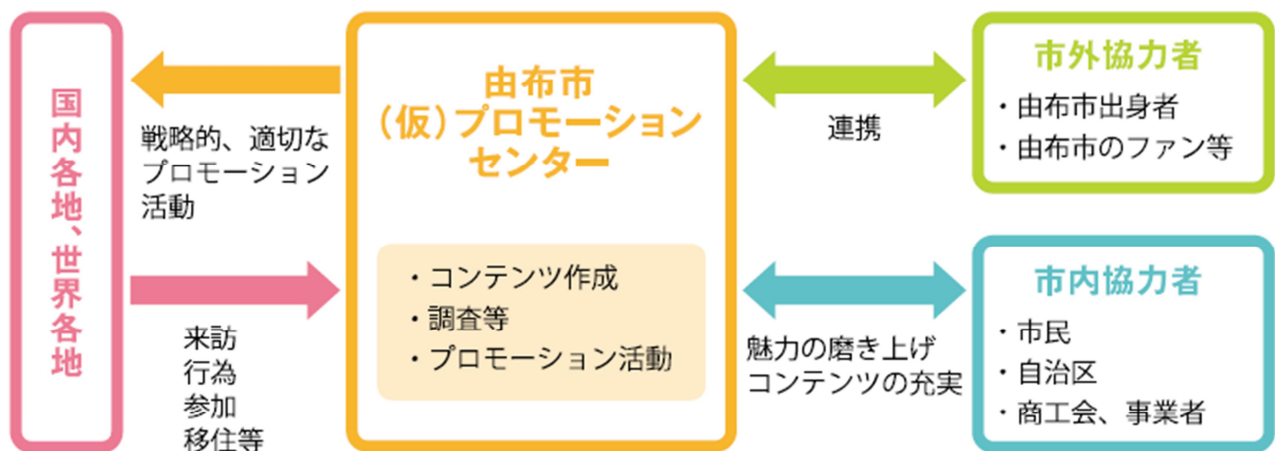 国内各地、世界各地
戦略的、適切な
プロモーション
活動
来訪
行為
参加
移住等
由布市
（仮）プロモーション
センター
・コンテンツ作成
・調査等
・プロモーション活動
連携
魅力の磨き上げ
コンテンツの充実
市外協力者
・由布市出身者
・由布市のファン等
市内協力者
・市民
・自治区
・商工会、事業者